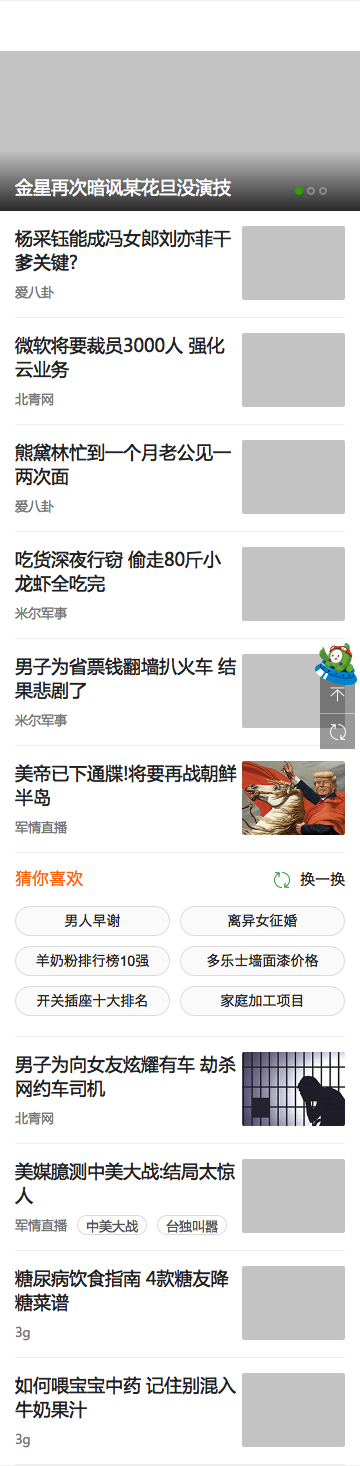 金星再次暗讽某花旦没演技
杨采钰能成冯女郎刘亦菲干
爹关键?
爱八卦
微软将要裁员3000人 强化
云业务
北青网
熊黛林忙到一个月老公见一
两次面
爱八卦
吃货深夜行窃 偷走80斤小
龙虾全吃完
米尔军事
男子为省票钱翻墙扒火车 结
果悲剧了
米尔军事
美帝已下通牒!将要再战朝鲜
半岛
军情直播
猜你喜欢 换一换
男人早谢 离异女征婚
羊奶粉排行榜10强 多乐士墙面漆价格
开关插座十大排名 家庭加工项目
男子为向女友炫耀有车 劫杀
网约车司机
北青网
美媒臆测中美大战:结局太惊
人
军情直播 中美大战 台独叫嚣
糖尿病饮食指南 4款糖友降
糖菜谱
3g
如何喂宝宝中药 记住别混入
牛奶果汁
3g